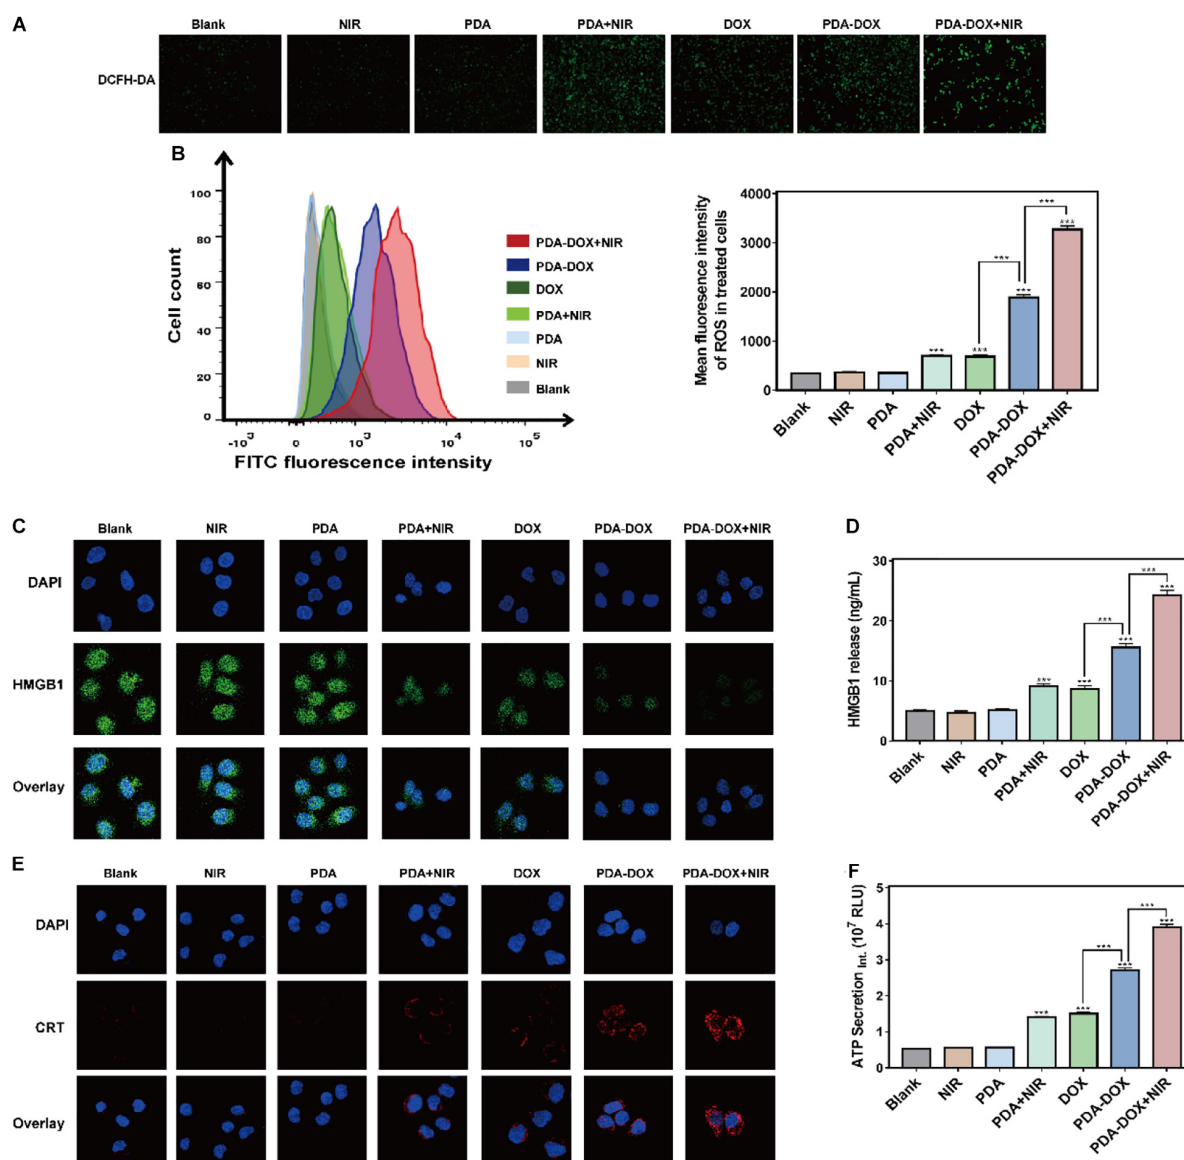 A
Blank NIR PDA PDA+NIR DOX PDA-DOX PDA-DOX+NIR
DCFH-DA
B
Cell count
100
80
60
40
20
0
-10³ 0 10³ 10⁴ 10⁵
FITC fluorescence intensity
PDA-DOX+NIR
PDA-DOX
DOX
PDA+NIR
PDA
NIR
Blank
Mean fluoresence intensity
of ROS in treated cells
4000
3000
2000
1000
0
*** *** *** *** *** ***
Blank NIR PDA PDA+NIR DOX PDA-DOX PDA-DOX+NIR
C
Blank NIR PDA PDA+NIR DOX PDA-DOX PDA-DOX+NIR
DAPI
HMGB1
Overlay
D
HMGB1 release (ng/mL)
30
20
10
0
*** *** *** *** *** ***
Blank NIR PDA PDA+NIR DOX PDA-DOX PDA-DOX+NIR
E
Blank NIR PDA PDA+NIR DOX PDA-DOX PDA-DOX+NIR
DAPI
CRT
Overlay
F
ATP Secretion Int. (10⁷ RLU)
5
4
3
2
1
0
*** *** *** *** *** ***
Blank NIR PDA PDA+NIR DOX PDA-DOX PDA-DOX+NIR